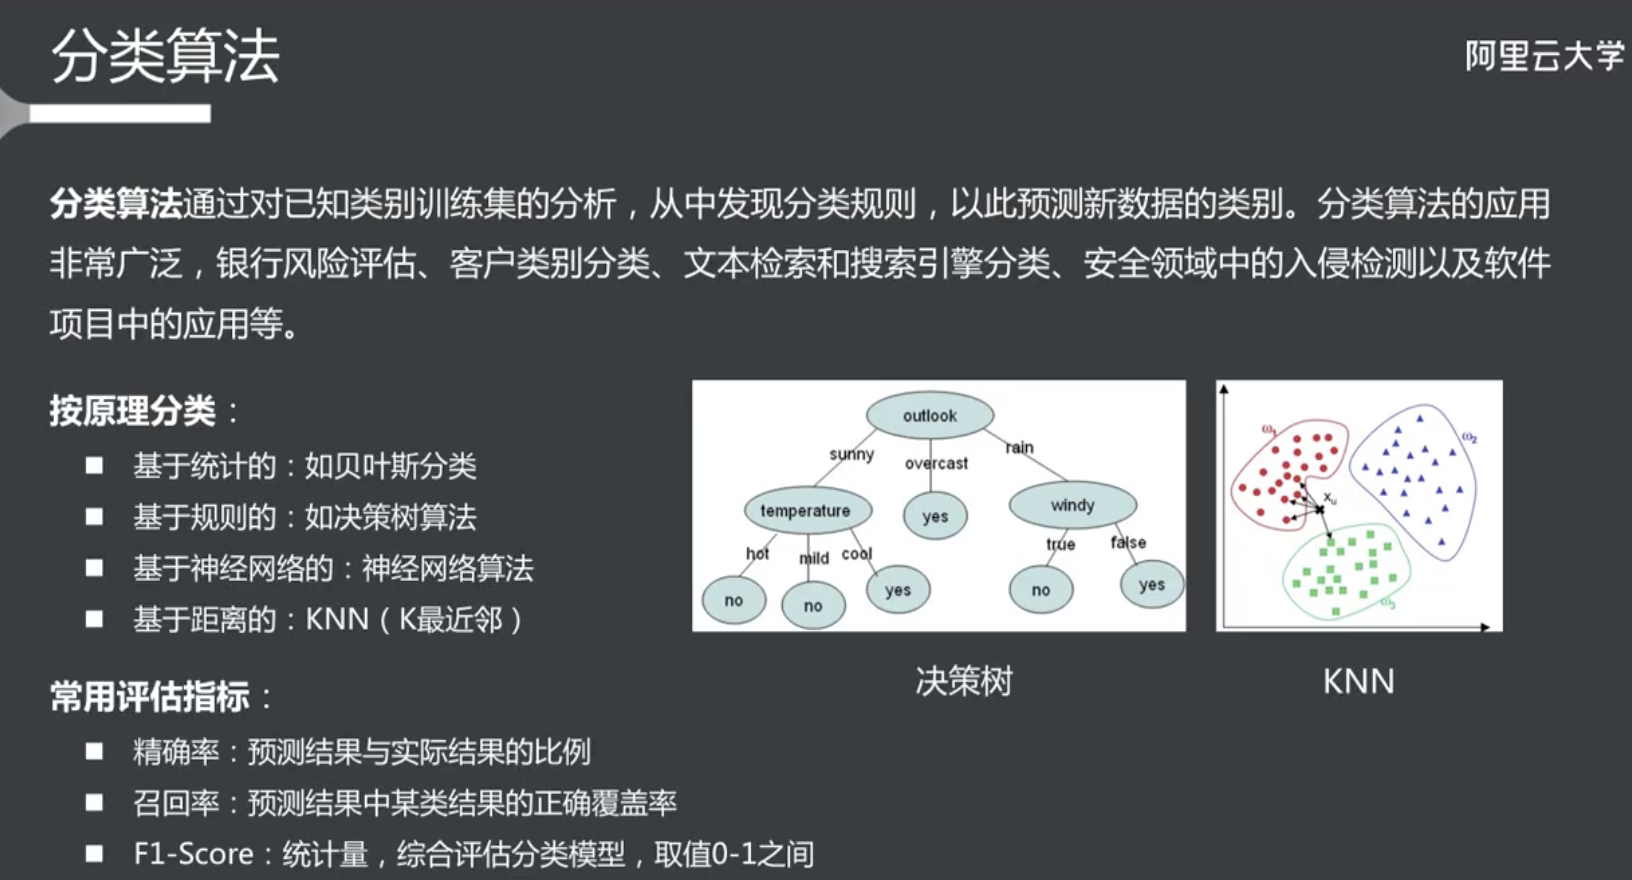 分类算法
阿里云大学
分类算法通过对已知类别训练集的分析，从中发现分类规则，以此预测新数据的类别。分类算法的应用
非常广泛，银行风险评估、客户类别分类、文本检索和搜索引擎分类、安全领域中的入侵检测以及软件
项目中的应用等。
按原理分类：
■ 基于统计的：如贝叶斯分类
■ 基于规则的：如决策树算法
■ 基于神经网络的：神经网络算法
■ 基于距离的：KNN（K最近邻）
outlook
sunny overcast rain
temperature yes windy
hot mild cool true false
no no yes no yes
决策树
ω1
ω2
xu
ω3
KNN
常用评估指标：
■ 精确率：预测结果与实际结果的比例
■ 召回率：预测结果中某类结果的正确覆盖率
■ F1-Score：统计量，综合评估分类模型，取值0-1之间